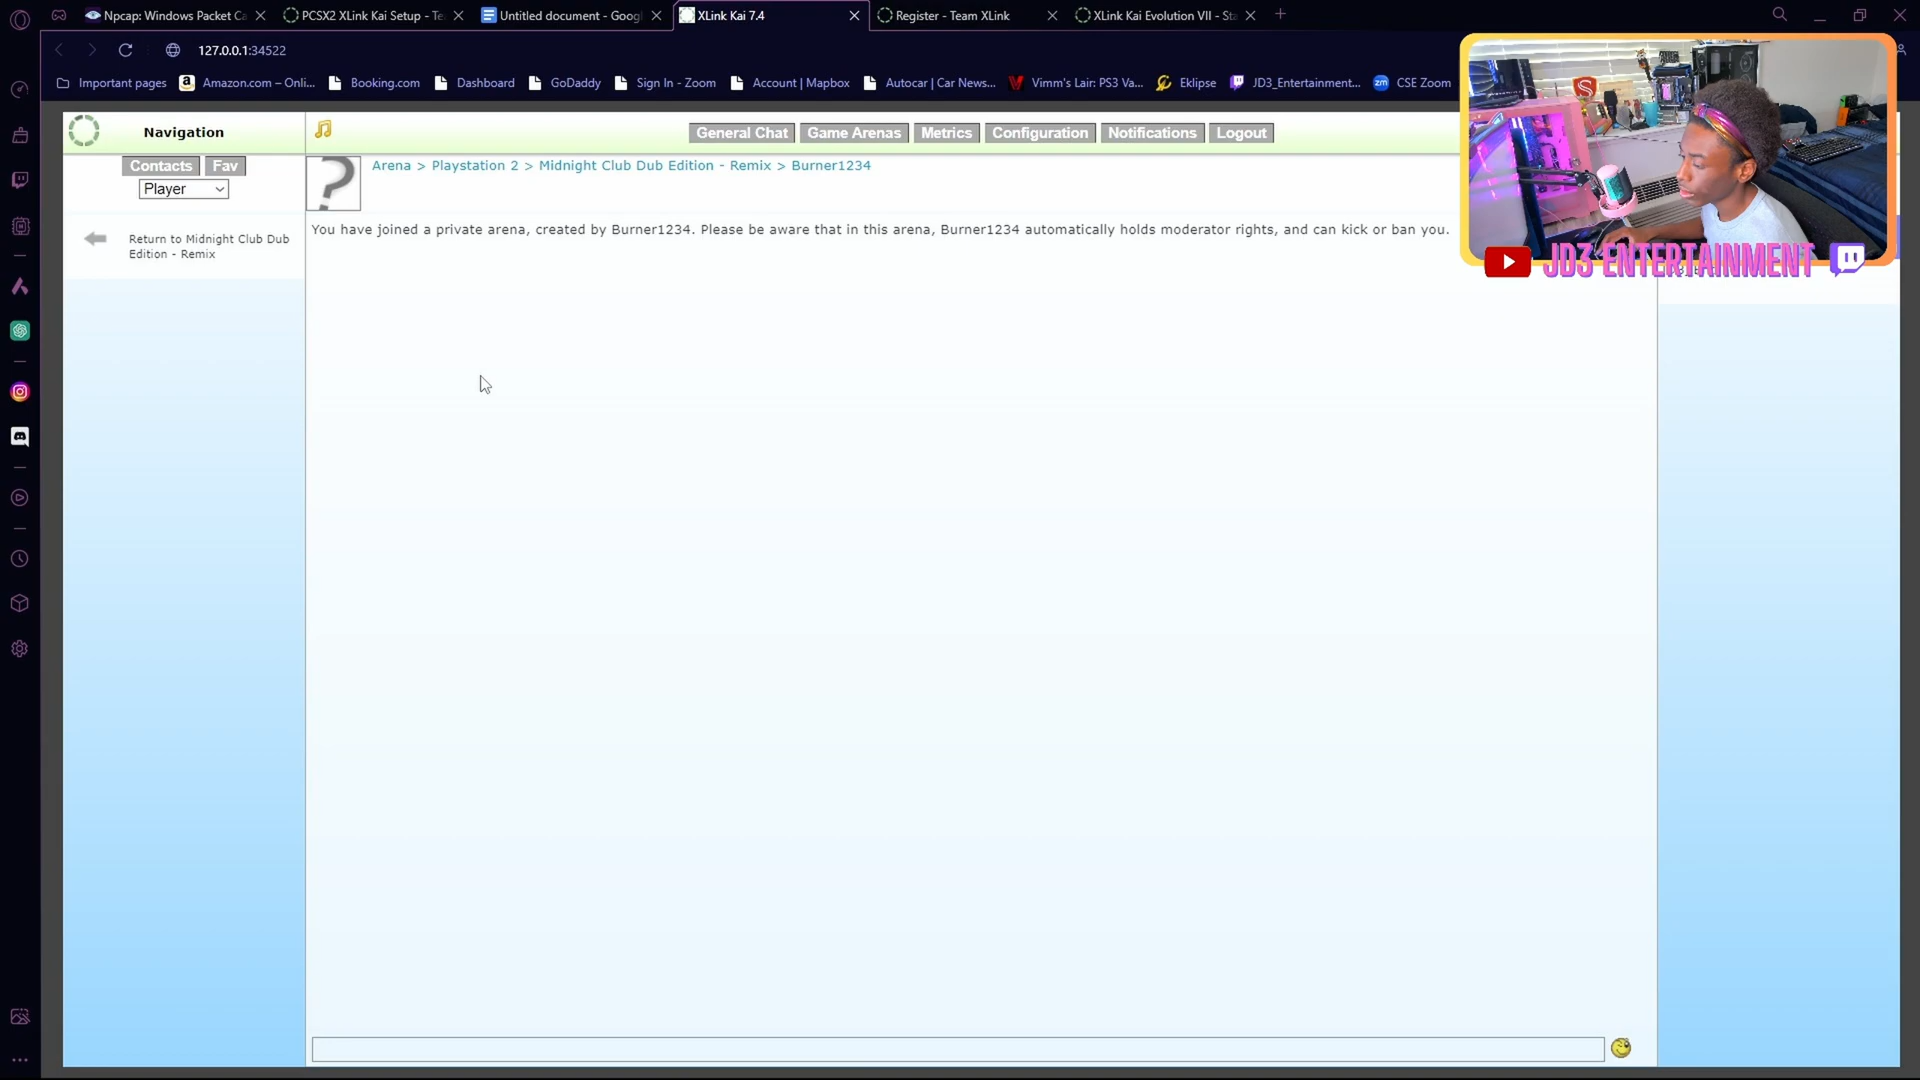 Npcap: Windows Packet Ca
PCSX2 XLink Kai Setup - Te
Untitled document - Googl
XLink Kai 7.4
Register - Team XLink
XLink Kai Evolution VII - Sta
127.0.0.1:34522
Important pages
Amazon.com – Onli...
Booking.com
Dashboard
GoDaddy
Sign In - Zoom
Account | Mapbox
Autocar | Car News...
Vimm's Lair: PS3 Va...
Eklipse
JD3_Entertainment...
zm CSE Zoom
Navigation
General Chat
Game Arenas
Metrics
Configuration
Notifications
Logout
Contacts
Fav
Player
Arena > Playstation 2 > Midnight Club Dub Edition - Remix > Burner1234
Return to Midnight Club Dub
Edition - Remix
You have joined a private arena, created by Burner1234. Please be aware that in this arena, Burner1234 automatically holds moderator rights, and can kick or ban you.
JD3 ENTERTAINMENT